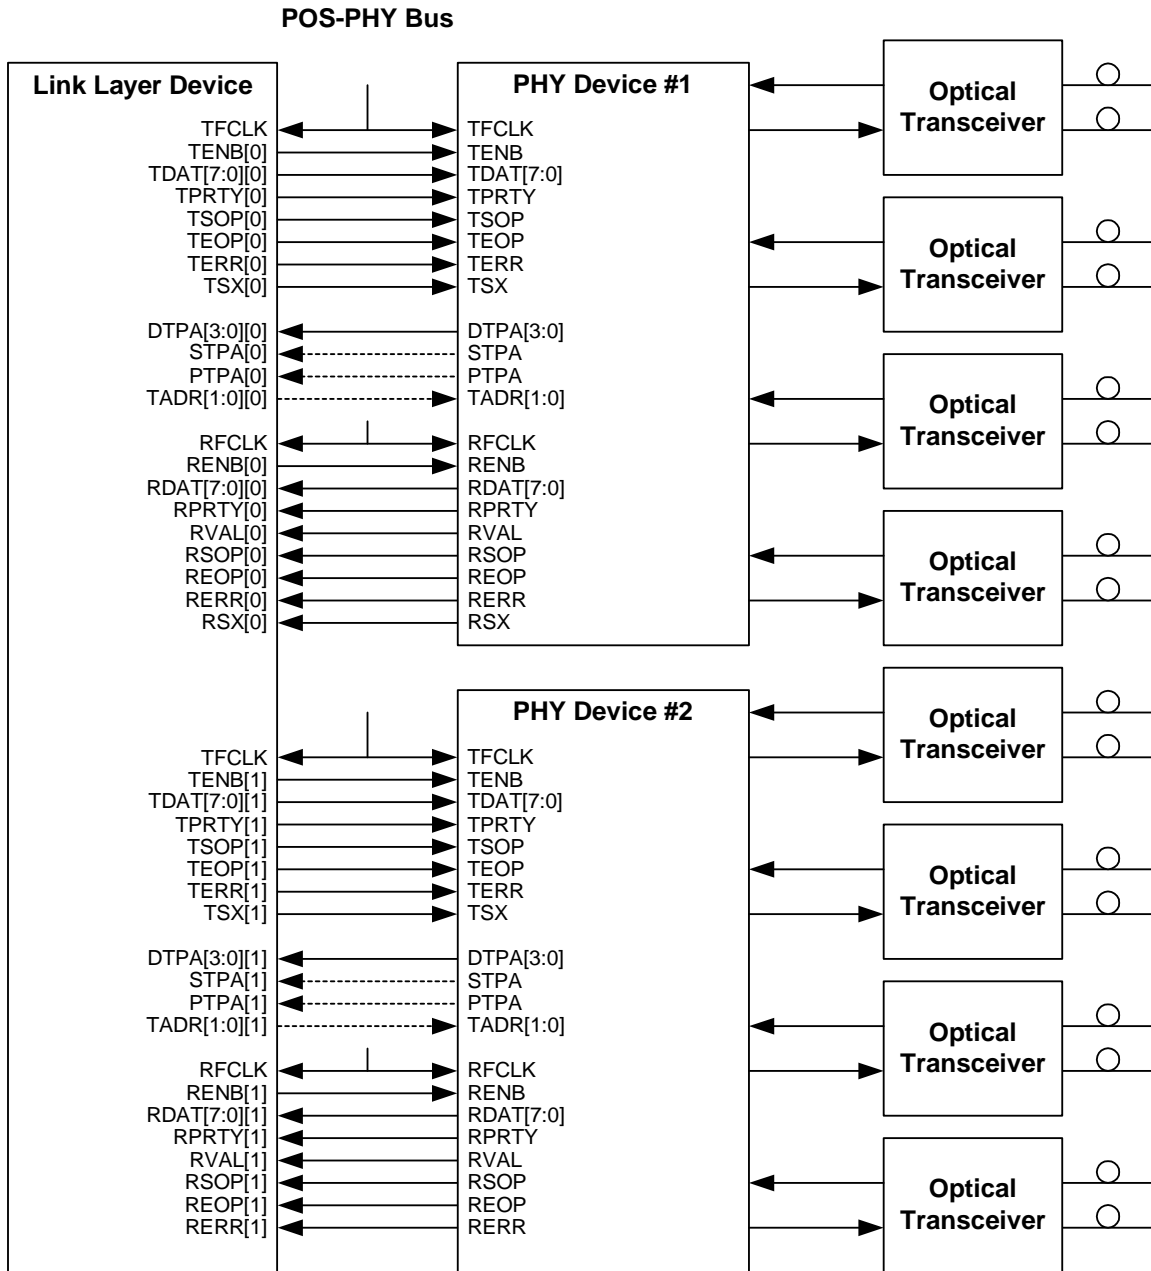 POS-PHY Bus
Link Layer Device
TFCLK
TENB[0]
TDAT[7:0][0]
TPRTY[0]
TSOP[0]
TEOP[0]
TERR[0]
TSX[0]
DTPA[3:0][0]
STPA[0]
PTPA[0]
TADR[1:0][0]
RFCLK
RENB[0]
RDAT[7:0][0]
RPRTY[0]
RVAL[0]
RSOP[0]
REOP[0]
RERR[0]
RSX[0]
TFCLK
TENB[1]
TDAT[7:0][1]
TPRTY[1]
TSOP[1]
TEOP[1]
TERR[1]
TSX[1]
DTPA[3:0][1]
STPA[1]
PTPA[1]
TADR[1:0][1]
RFCLK
RENB[1]
RDAT[7:0][1]
RPRTY[1]
RVAL[1]
RSOP[1]
REOP[1]
RERR[1]
PHY Device #1
TFCLK
TENB
TDAT[7:0]
TPRTY
TSOP
TEOP
TERR
TSX
DTPA[3:0]
STPA
PTPA
TADR[1:0]
RFCLK
RENB
RDAT[7:0]
RPRTY
RVAL
RSOP
REOP
RERR
RSX
PHY Device #2
TFCLK
TENB
TDAT[7:0]
TPRTY
TSOP
TEOP
TERR
TSX
DTPA[3:0]
STPA
PTPA
TADR[1:0]
RFCLK
RENB
RDAT[7:0]
RPRTY
RVAL
RSOP
REOP
RERR
Optical
Transceiver
Optical
Transceiver
Optical
Transceiver
Optical
Transceiver
Optical
Transceiver
Optical
Transceiver
Optical
Transceiver
Optical
Transceiver